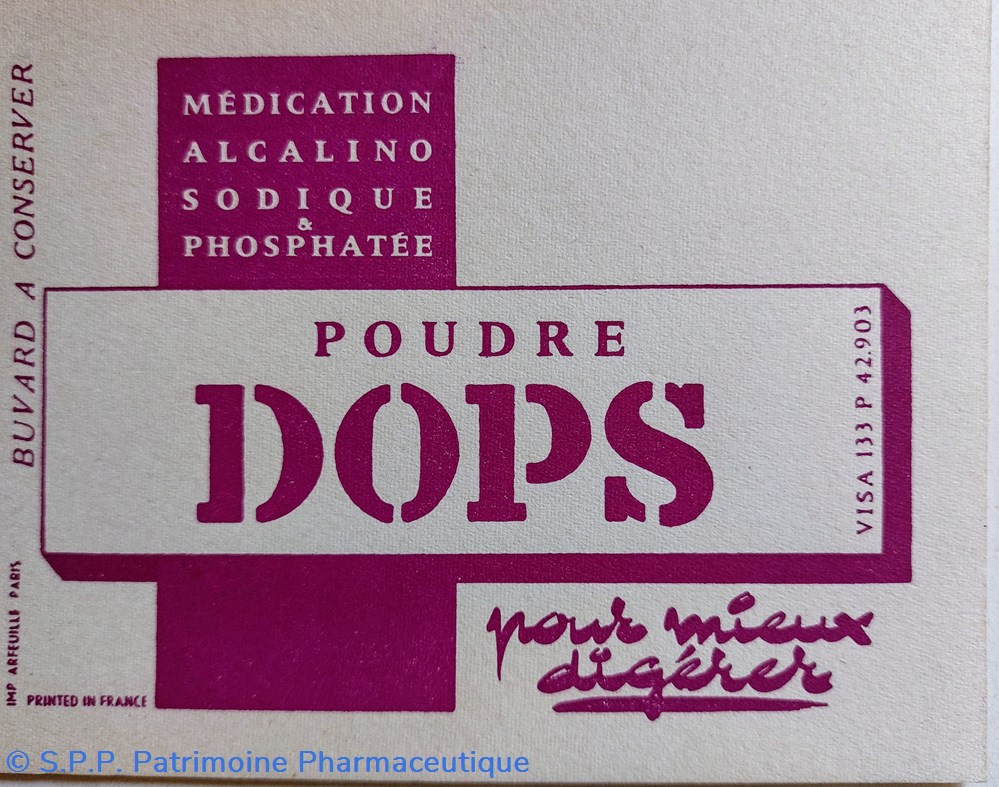 BUVARD A CONSERVER
MÉDICATION
ALCALINO
SODIQUE
&
PHOSPHATÉE
POUDRE
DOPS
VISA 133 P 42.903
pour mieux
digérer
IMP ARFEUILLE PARIS
PRINTED IN FRANCE
© S.P.P. Patrimoine Pharmaceutique